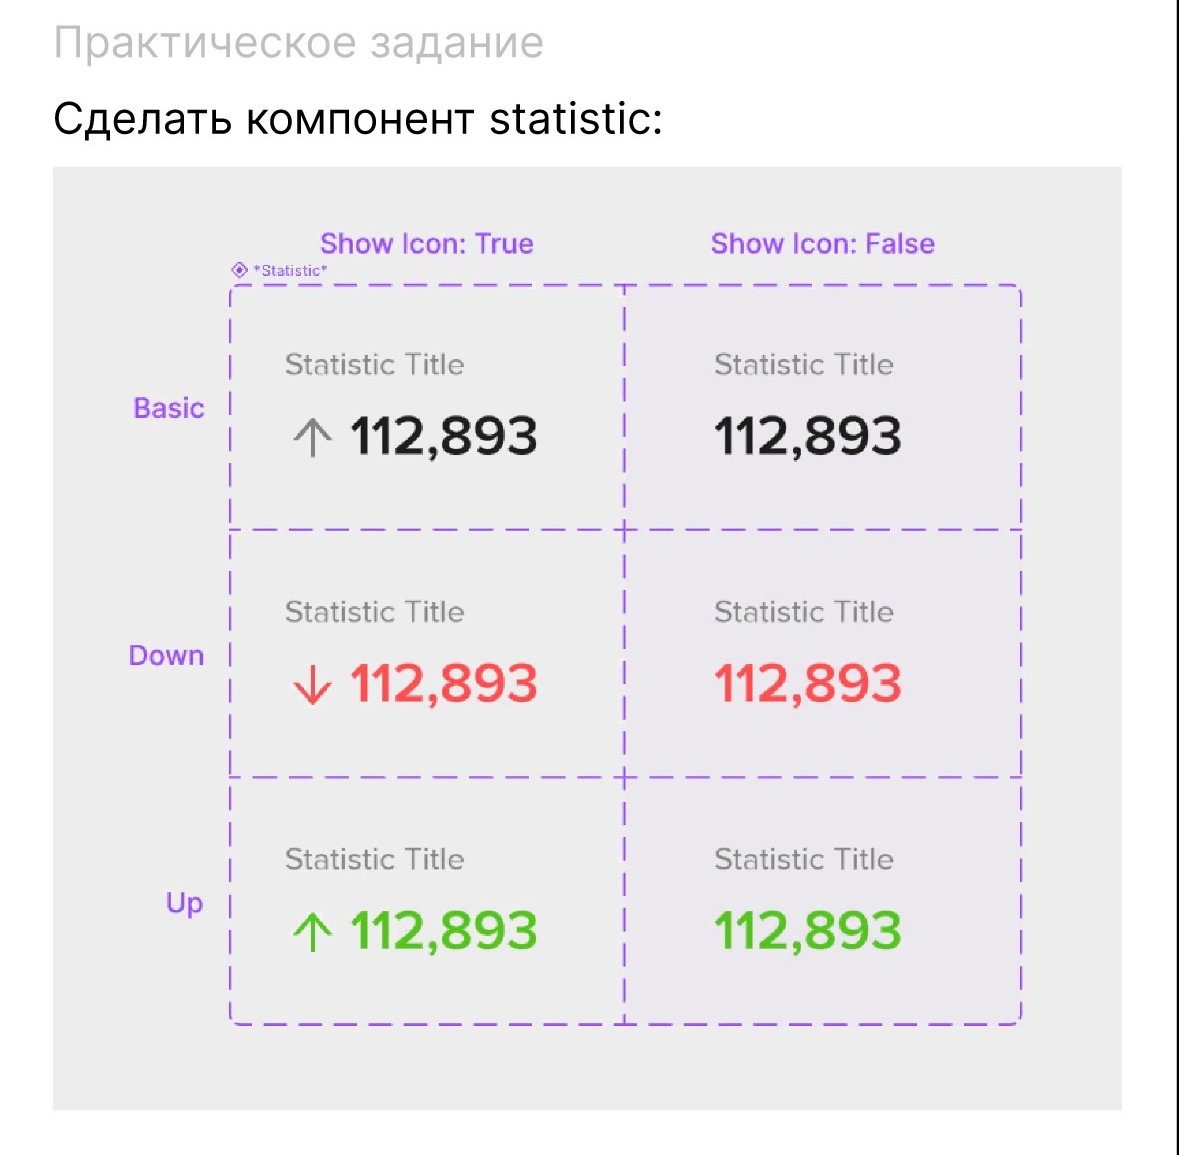 Практическое задание
Сделать компонент statistic:
Show Icon: True
Show Icon: False
*Statistic*
Basic
Statistic Title
Statistic Title
112,893
112,893
Down
Statistic Title
Statistic Title
112,893
112,893
Up
Statistic Title
Statistic Title
112,893
112,893